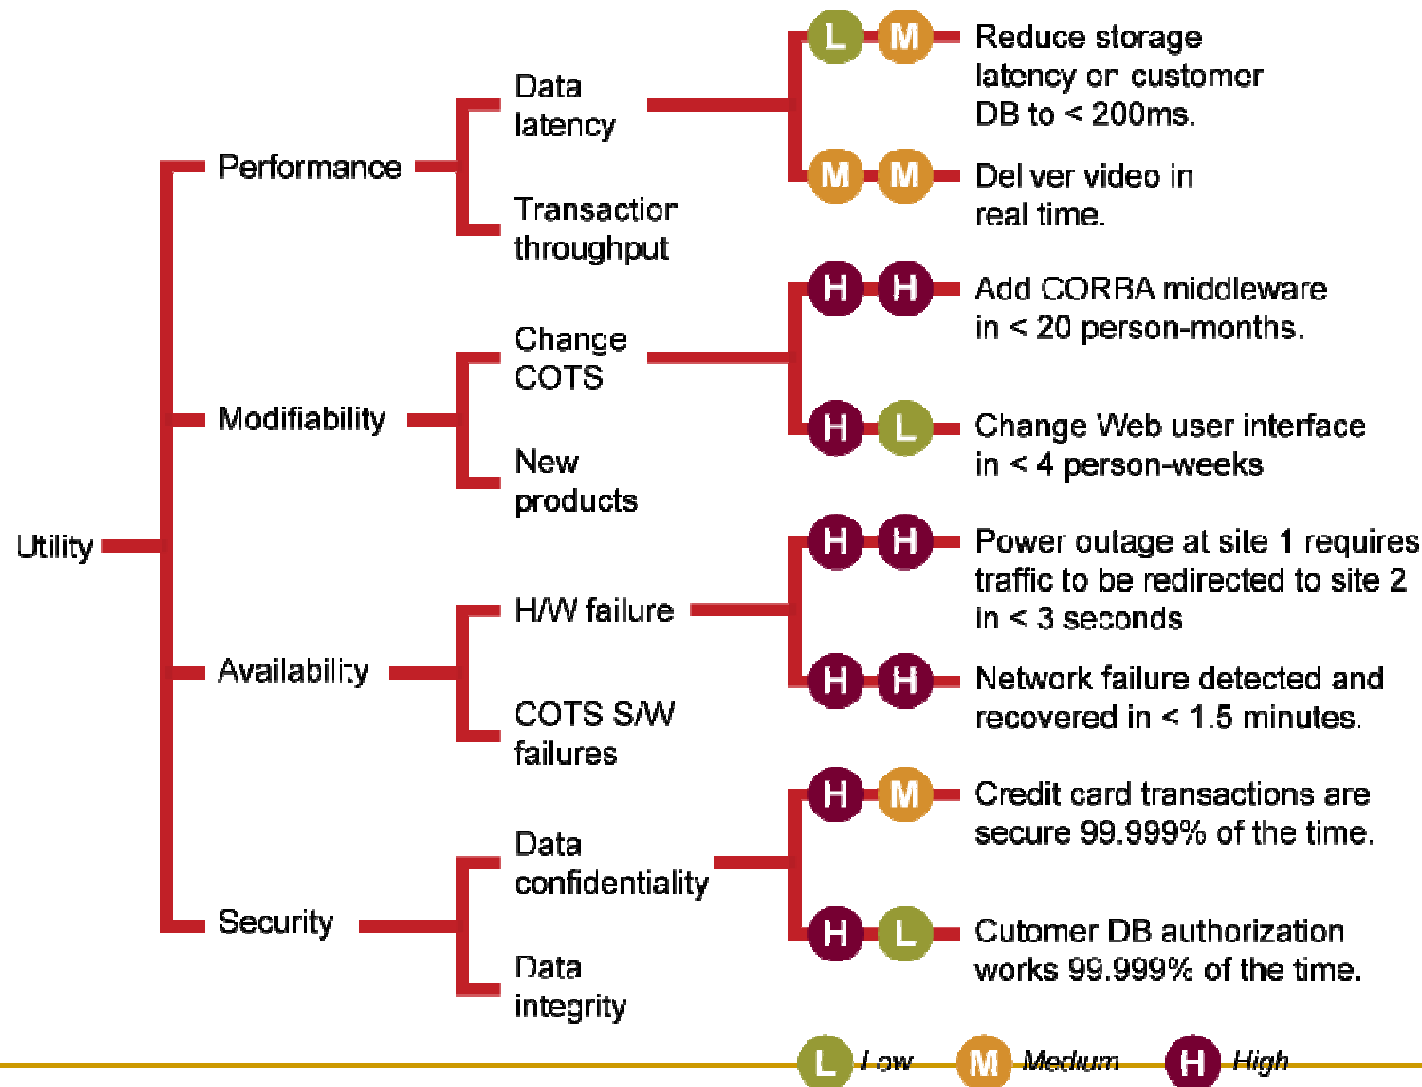 L M Reduce storage
latency on customer
DB to < 200ms.
Data
latency
M M Del ver video in
real time.
Performance
Transaction
throughput
H H Add CORBA middleware
in < 20 person-months.
Change
COTS
H L Change Web user interface
in < 4 person-weeks
Modifiability
New
products
Utility
H H Power outage at site 1 requires
traffic to be redirected to site 2
in < 3 seconds
H/W failure
H H Network failure detected and
recovered in < 1.5 minutes.
Availability
COTS S/W
failures
H M Credit card transactions are
secure 99.999% of the time.
Data
confidentiality
H L Cutomer DB authorization
works 99.999% of the time.
Security
Data
integrity
L Low M Medium H High